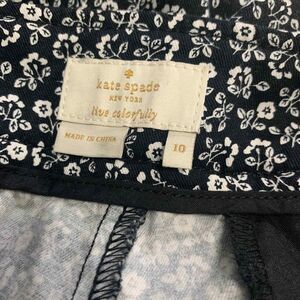 kate spade
NEW YORK
live colorfully
MADE IN CHINA
10